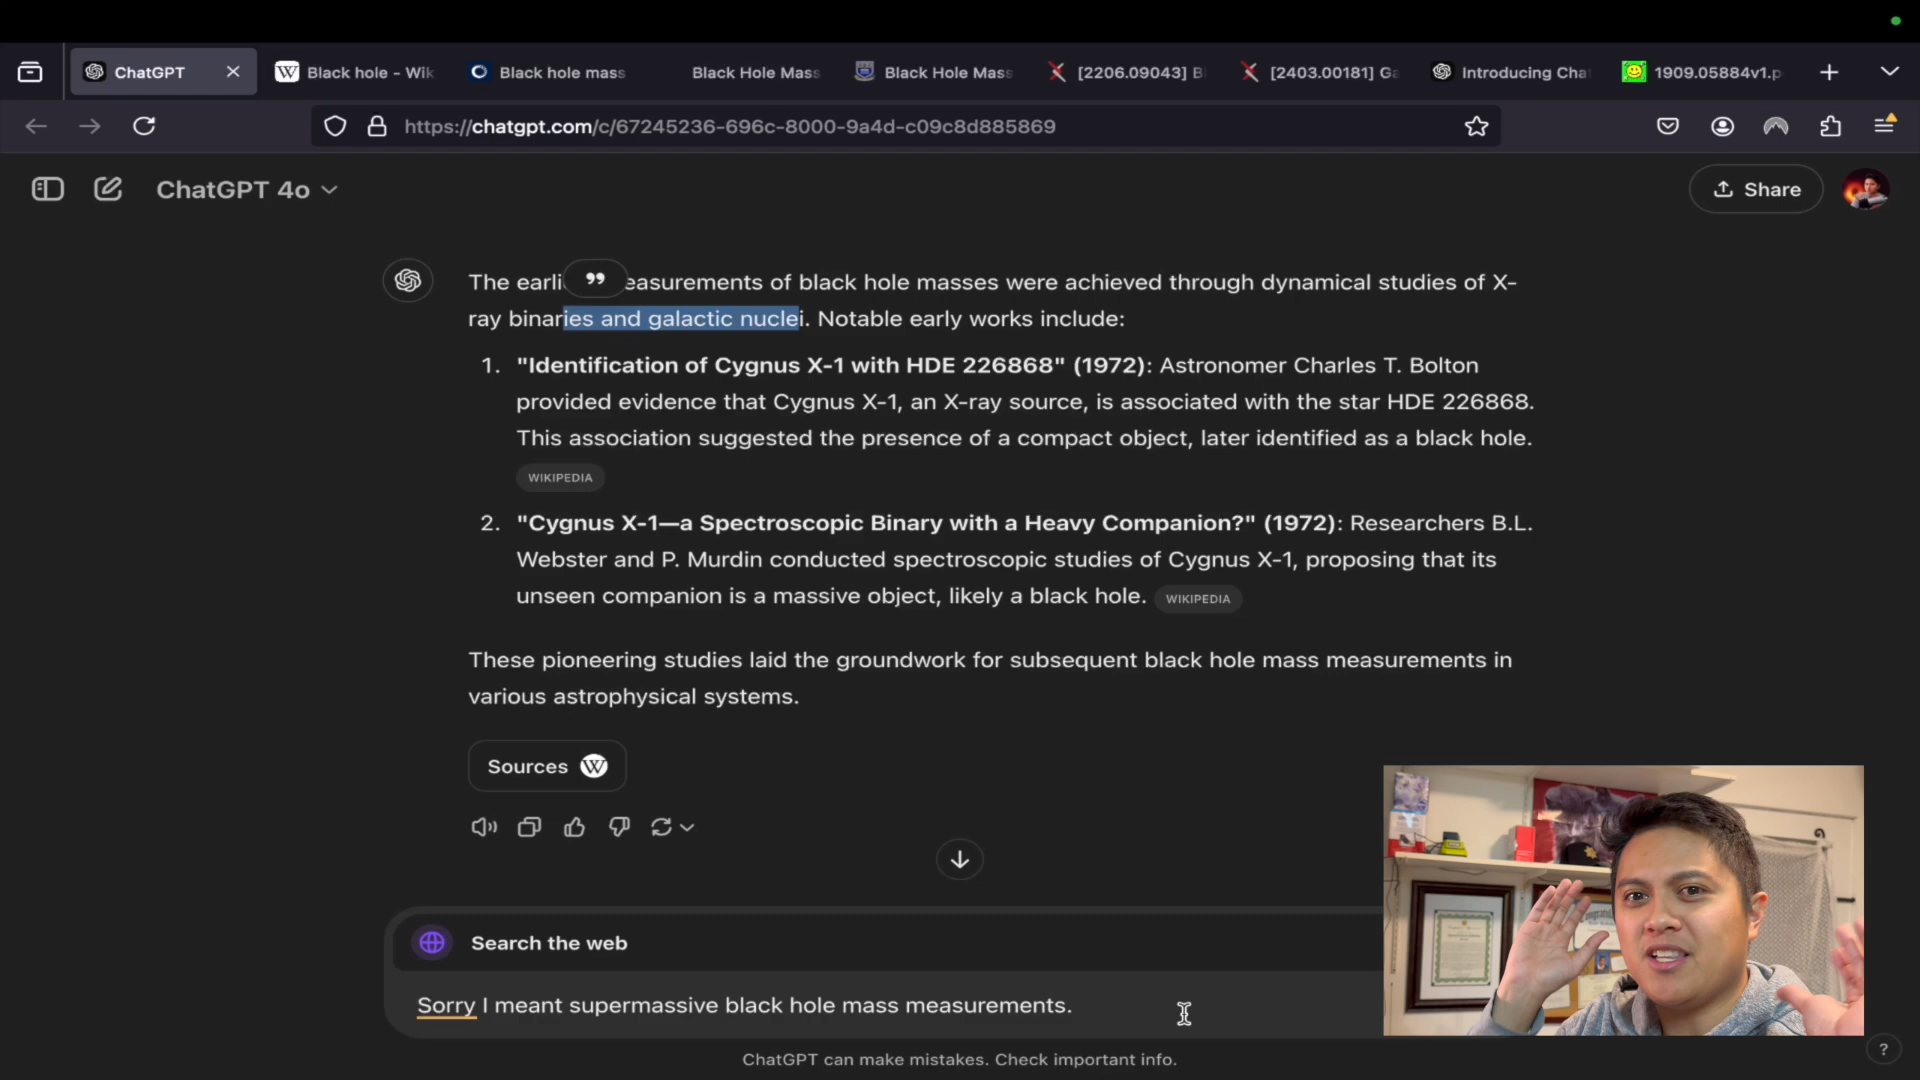 ChatGPT
Black hole - Wik
Black hole mass
Black Hole Mass
Black Hole Mass
[2206.09043] B
[2403.00181] Ga
Introducing Cha
1909.05884v1.p
https://chatgpt.com/c/67245236-696c-8000-9a4d-c09c8d885869
ChatGPT 4o
Share
The earli easurements of black hole masses were achieved through dynamical studies of X-
ray binaries and galactic nuclei. Notable early works include:
1. "Identification of Cygnus X-1 with HDE 226868" (1972): Astronomer Charles T. Bolton
provided evidence that Cygnus X-1, an X-ray source, is associated with the star HDE 226868.
This association suggested the presence of a compact object, later identified as a black hole.
WIKIPEDIA
2. "Cygnus X-1—a Spectroscopic Binary with a Heavy Companion?" (1972): Researchers B.L.
Webster and P. Murdin conducted spectroscopic studies of Cygnus X-1, proposing that its
unseen companion is a massive object, likely a black hole. WIKIPEDIA
These pioneering studies laid the groundwork for subsequent black hole mass measurements in
various astrophysical systems.
Sources W
Search the web
Sorry I meant supermassive black hole mass measurements.
ChatGPT can make mistakes. Check important info.
?